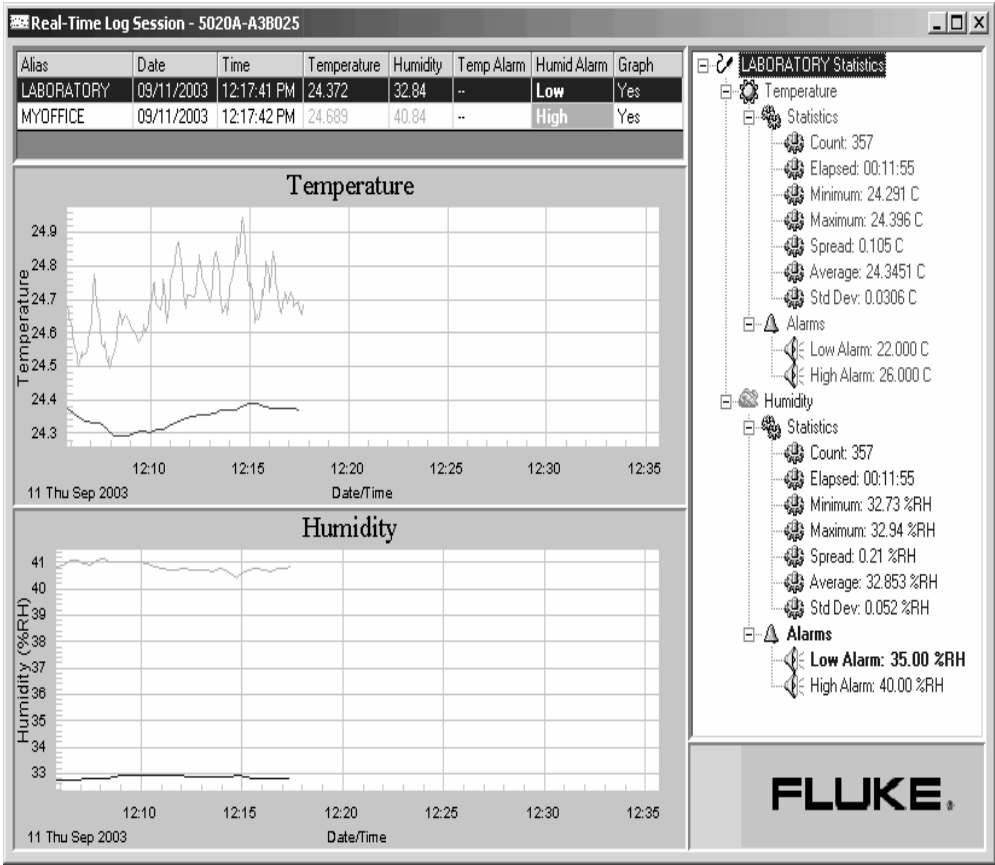 Real-Time Log Session - 5020A-A3B025
Alias Date Time Temperature Humidity Temp Alarm Humid Alarm Graph
LABORATORY 09/11/2003 12:17:41 PM 24.372 32.84 -- Low Yes
MYOFFICE 09/11/2003 12:17:42 PM 24.689 40.84 -- High Yes
Temperature
Temperature
24.9
24.8
24.7
24.6
24.5
24.4
24.3
12:10 12:15 12:20 12:25 12:30 12:35
11 Thu Sep 2003 Date/Time
Humidity
Humidity (%RH)
41
40
39
38
37
36
35
34
33
12:10 12:15 12:20 12:25 12:30 12:35
11 Thu Sep 2003 Date/Time
LABORATORY Statistics
Temperature
Statistics
Count: 357
Elapsed: 00:11:55
Minimum: 24.291 C
Maximum: 24.396 C
Spread: 0.105 C
Average: 24.3451 C
Std Dev: 0.0306 C
Alarms
Low Alarm: 22.000 C
High Alarm: 26.000 C
Humidity
Statistics
Count: 357
Elapsed: 00:11:55
Minimum: 32.73 %RH
Maximum: 32.94 %RH
Spread: 0.21 %RH
Average: 32.853 %RH
Std Dev: 0.052 %RH
Alarms
Low Alarm: 35.00 %RH
High Alarm: 40.00 %RH
FLUKE®